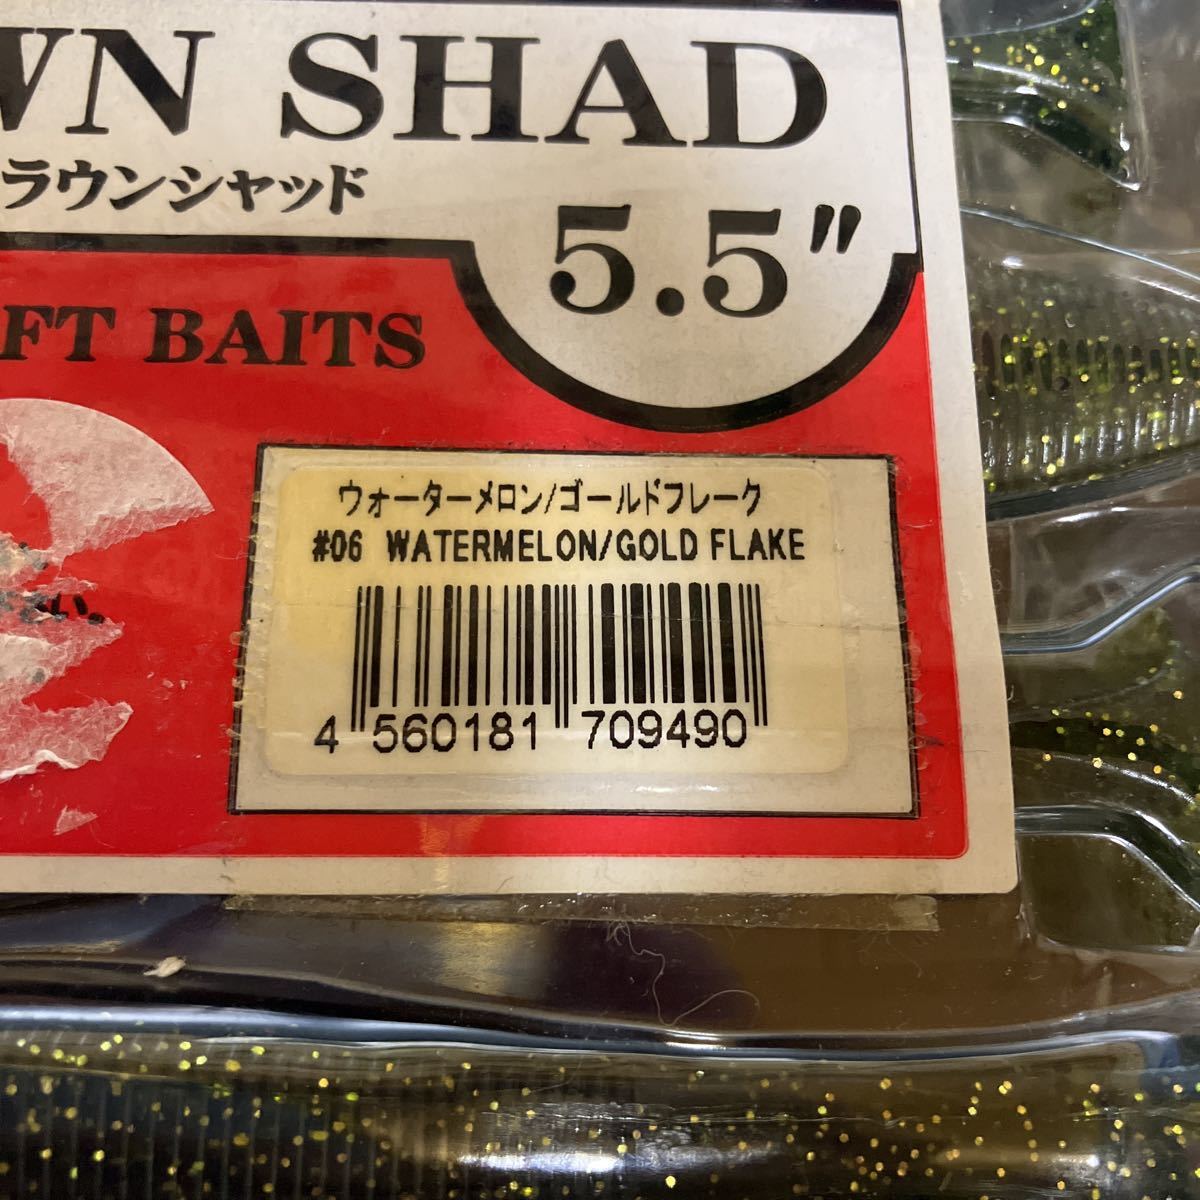 WN SHAD
ラウンシャッド
5.5"
FT BAITS
ウォーターメロン/ゴールドフレーク
#06 WATERMELON/GOLD FLAKE
4 560181 709490